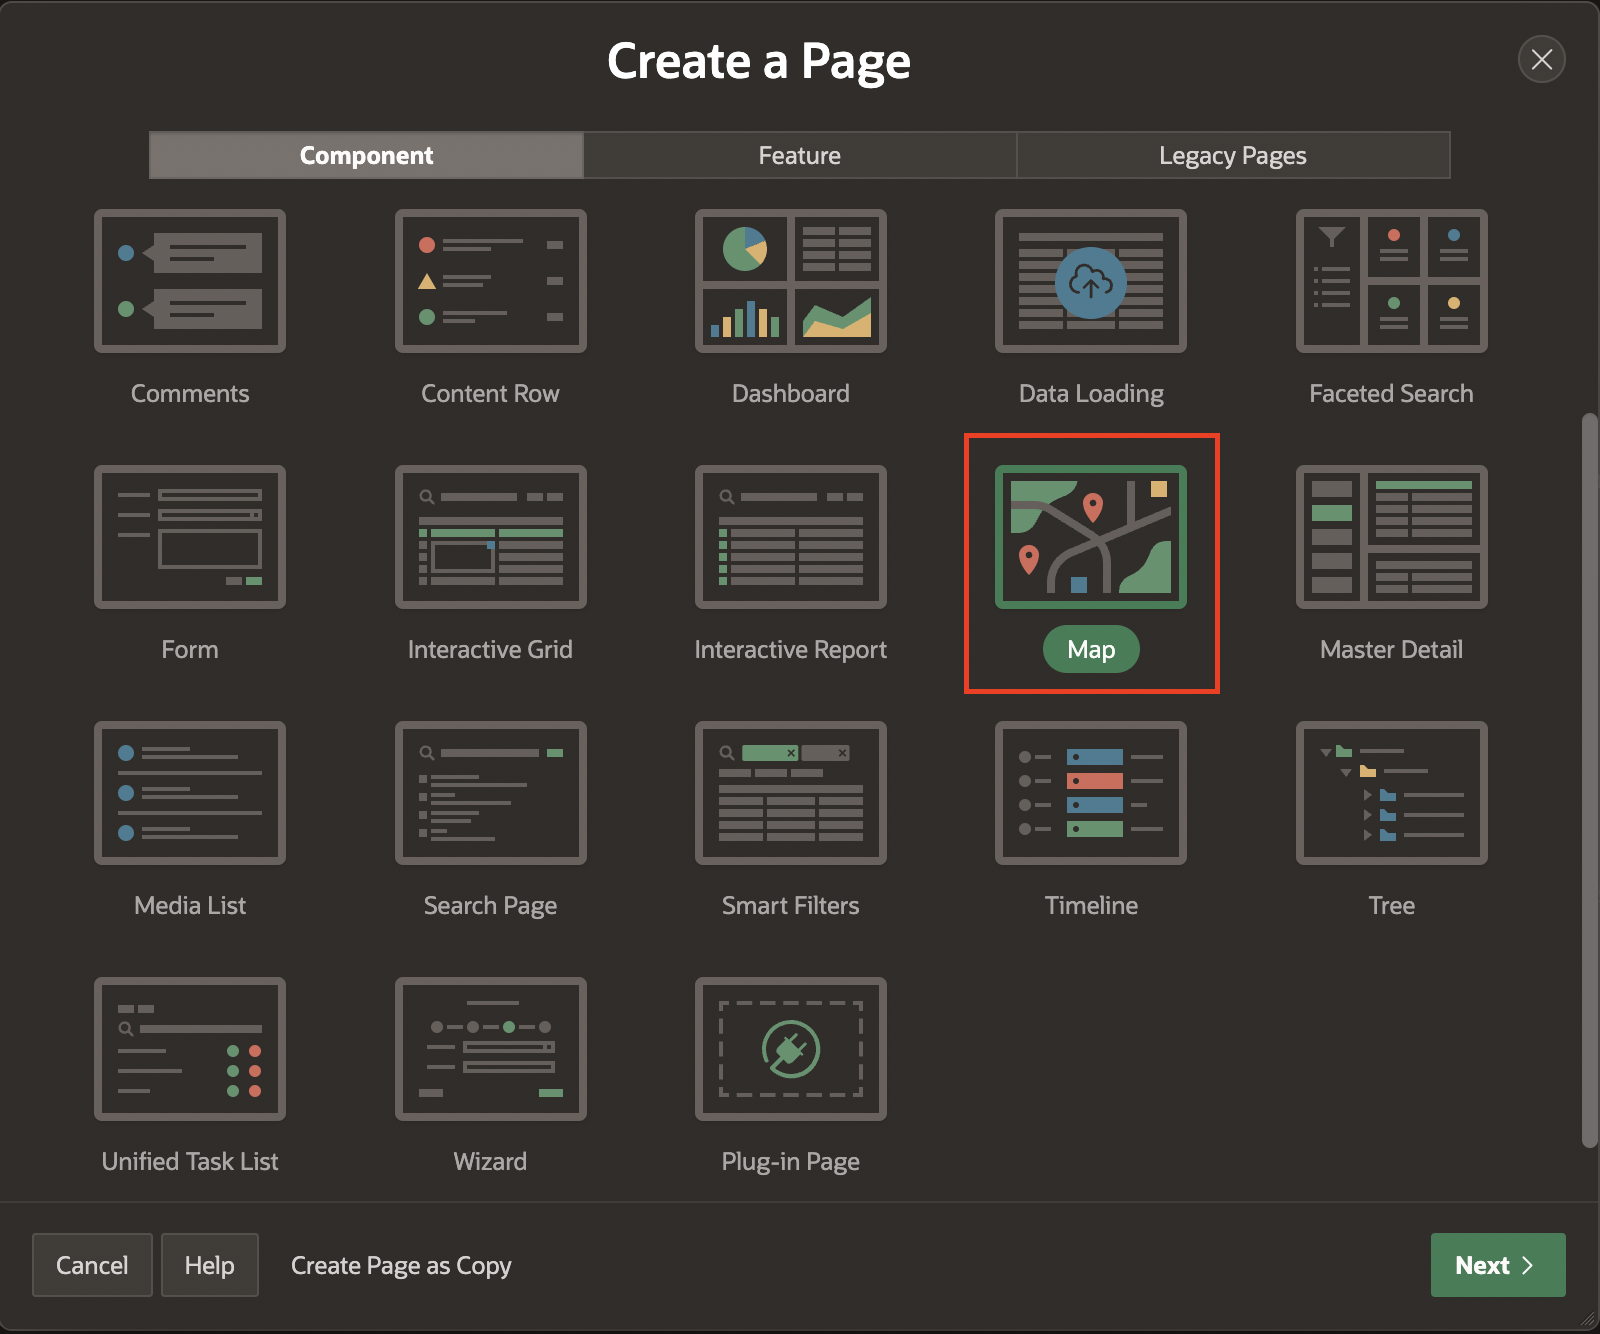 Create a Page
Component
Feature
Legacy Pages
Comments
Content Row
Dashboard
Data Loading
Faceted Search
Form
Interactive Grid
Interactive Report
Map
Master Detail
Media List
Search Page
Smart Filters
Timeline
Tree
Unified Task List
Wizard
Plug-in Page
Cancel
Help
Create Page as Copy
Next